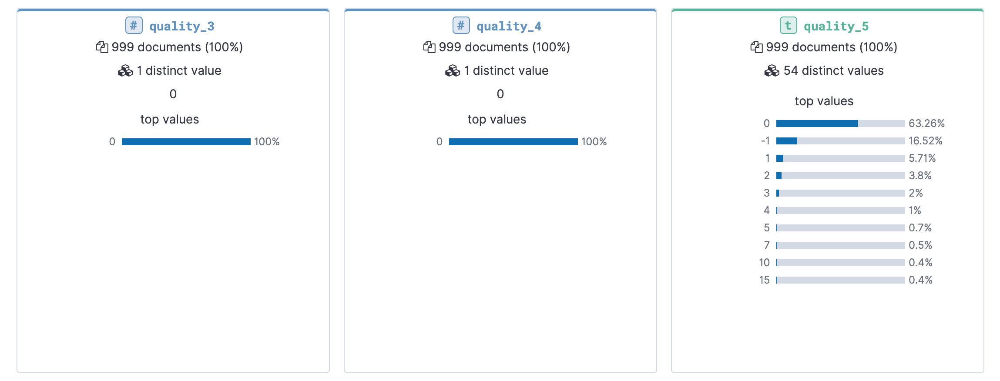 # quality_3
999 documents (100%)
1 distinct value
0
top values
0 100%
# quality_4
999 documents (100%)
1 distinct value
0
top values
0 100%
t quality_5
999 documents (100%)
54 distinct values
top values
0 63.26%
-1 16.52%
1 5.71%
2 3.8%
3 2%
4 1%
5 0.7%
7 0.5%
10 0.4%
15 0.4%